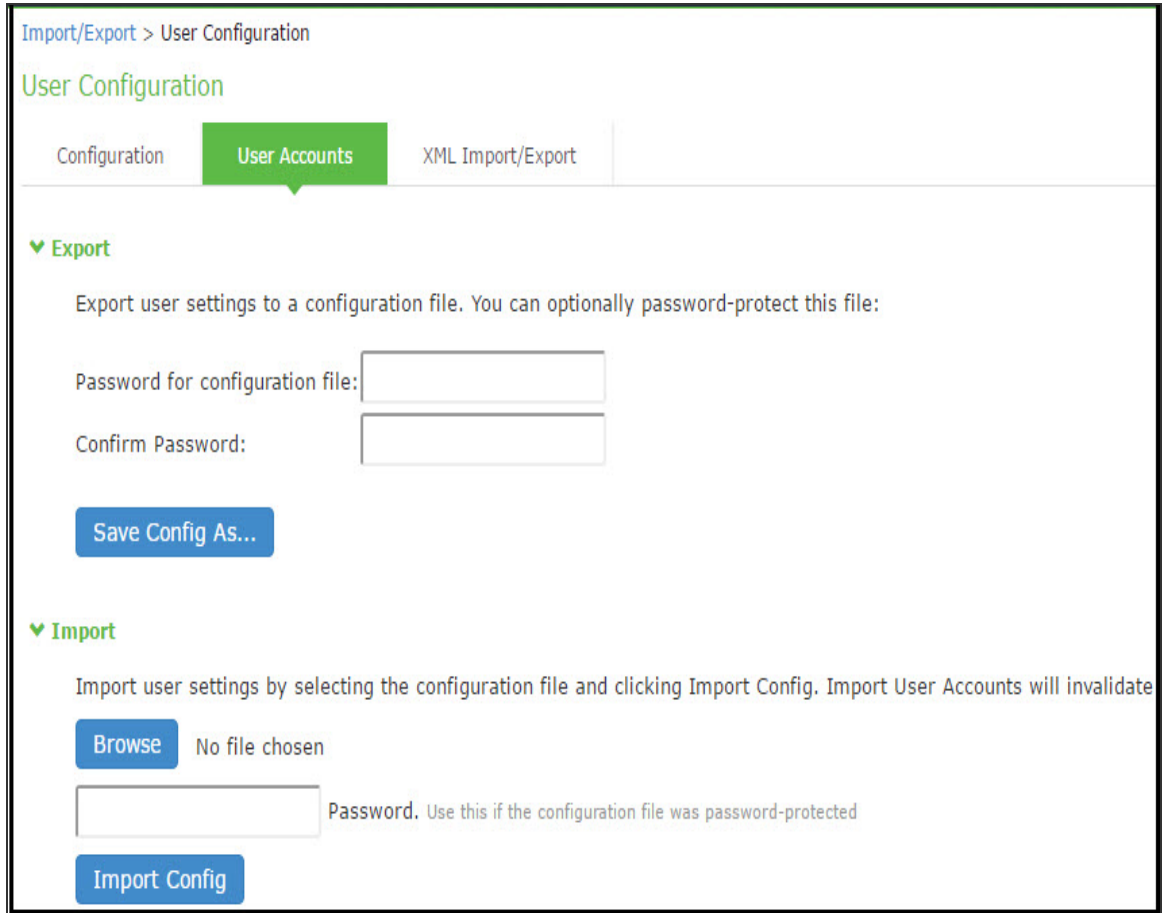 Import/Export > User Configuration
User Configuration
Configuration
User Accounts
XML Import/Export
Export
Export user settings to a configuration file. You can optionally password-protect this file:
Password for configuration file:
Confirm Password:
Save Config As...
Import
Import user settings by selecting the configuration file and clicking Import Config. Import User Accounts will invalidate
Browse No file chosen
Password. Use this if the configuration file was password-protected
Import Config